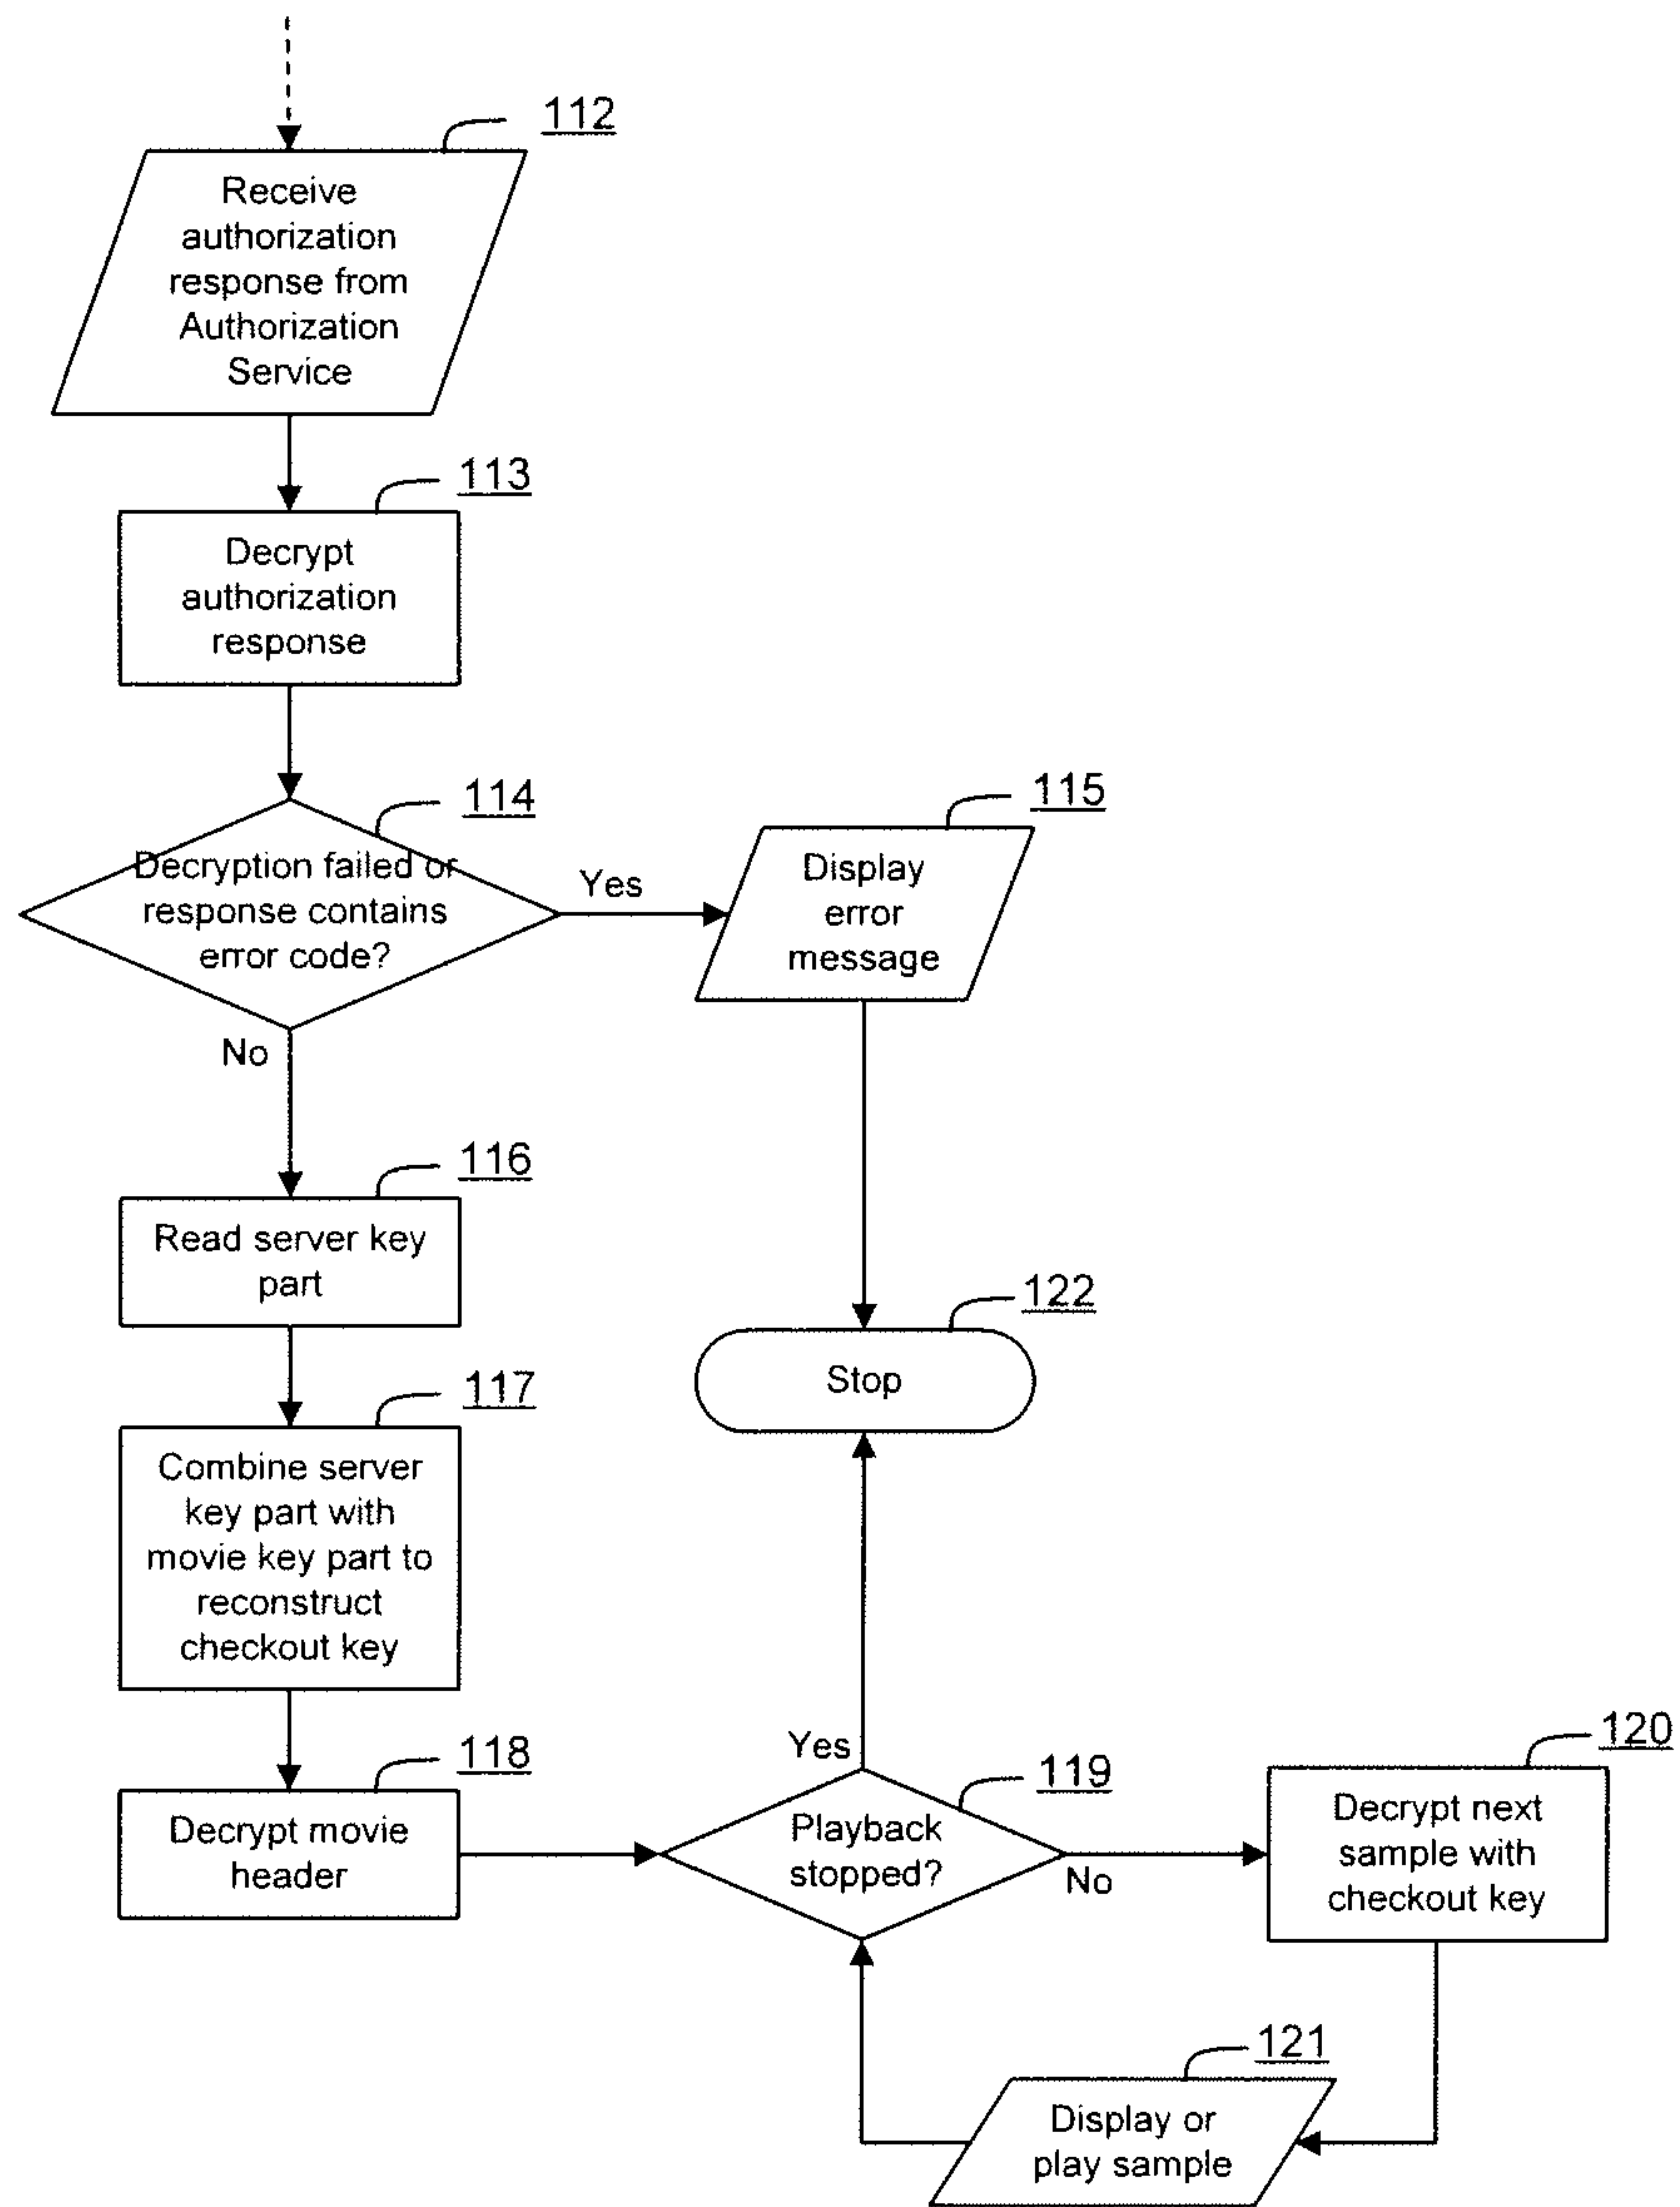 112
Receive
authorization
response from
Authorization
Service
113
Decrypt
authorization
response
114
Decryption failed or
response contains
error code?
Yes
No
115
Display
error
message
116
Read server key
part
122
Stop
117
Combine server
key part with
movie key part to
reconstruct
checkout key
118
Decrypt movie
header
Yes
119
Playback
stopped?
No
120
Decrypt next
sample with
checkout key
121
Display or
play sample